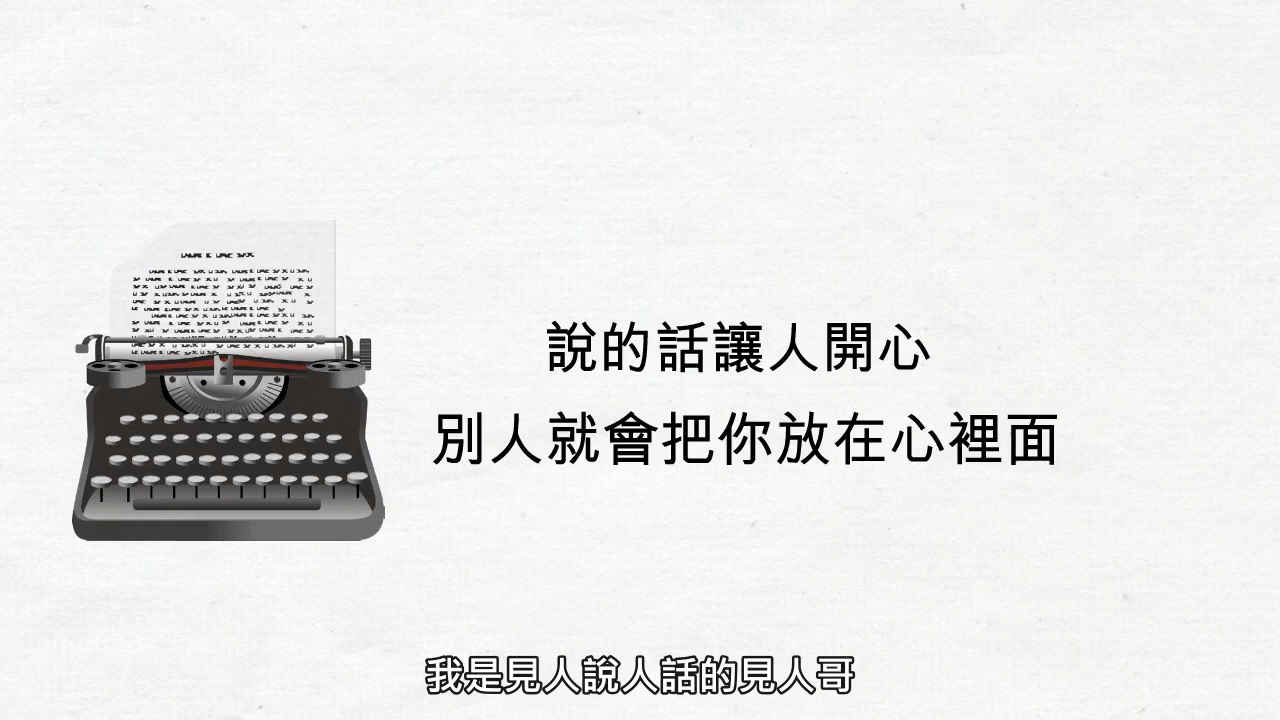 說的話讓人開心
別人就會把你放在心裡面
我是見人說人話的見人哥